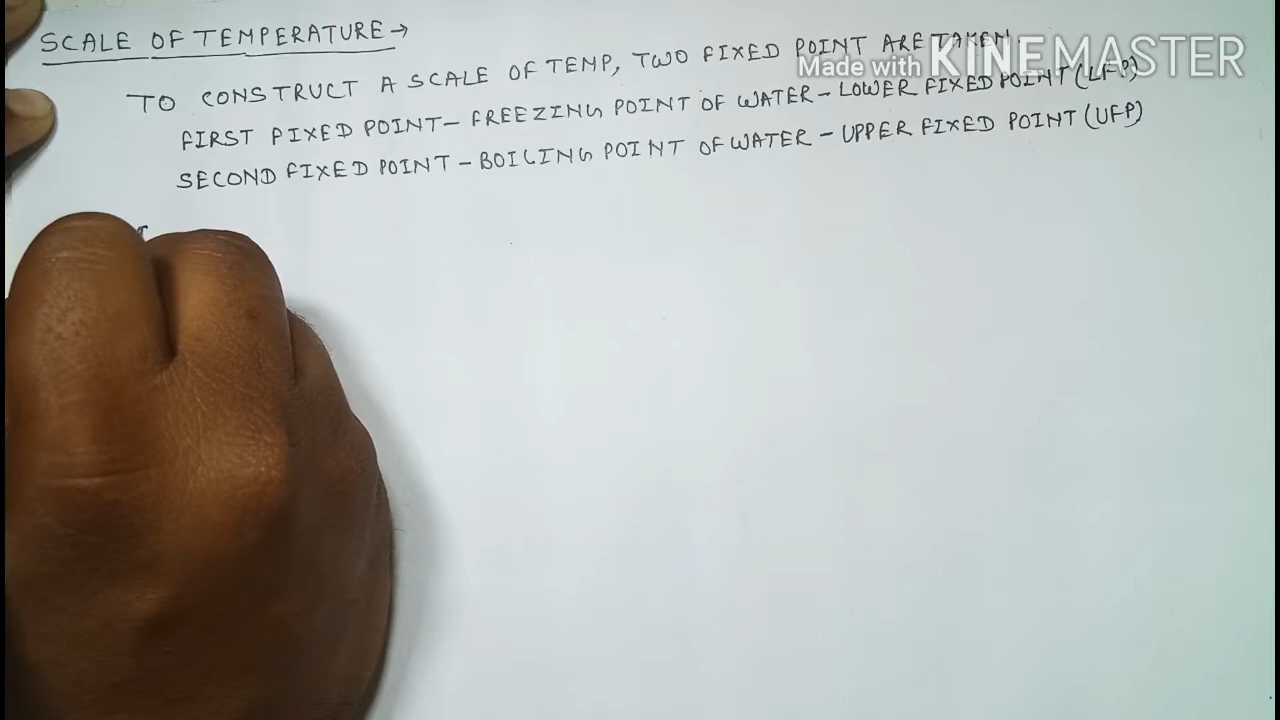 SCALE OF TEMPERATURE →
TO CONSTRUCT A SCALE OF TEMP, TWO FIXED POINT ARE TAKEN.
Made with KINEMASTER
FIRST FIXED POINT - FREEZING POINT OF WATER - LOWER FIXED POINT (LFP)
SECOND FIXED POINT - BOILING POINT OF WATER - UPPER FIXED POINT (UFP)